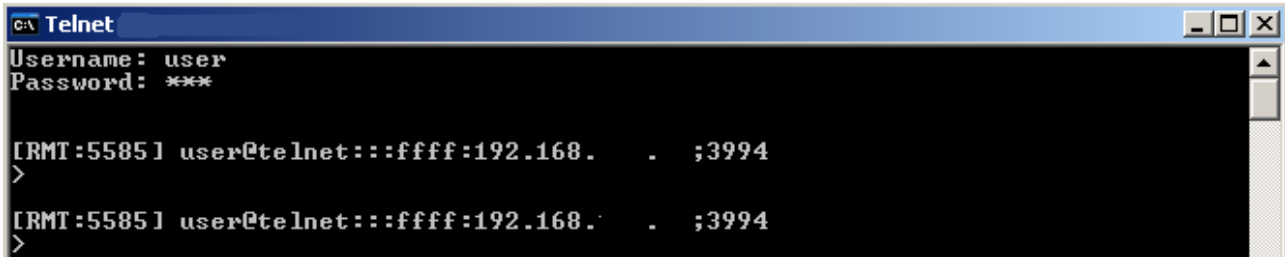 Telnet
Username: user
Password: ***
[RMT:5585] user@telnet:::ffff:192.168.   .   ;3994
>
[RMT:5585] user@telnet:::ffff:192.168.   .   ;3994
>